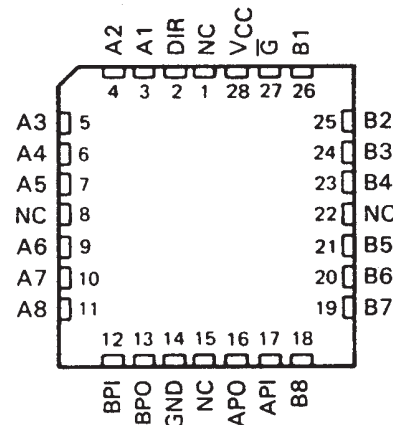 A2 A1 DIR NC VCC G̅ B1
4 3 2 1 28 27 26
A3 5 25 B2
A4 6 24 B3
A5 7 23 B4
NC 8 22 NC
A6 9 21 B5
A7 10 20 B6
A8 11 19 B7
12 13 14 15 16 17 18
BPI BPO GND NC APO API B8